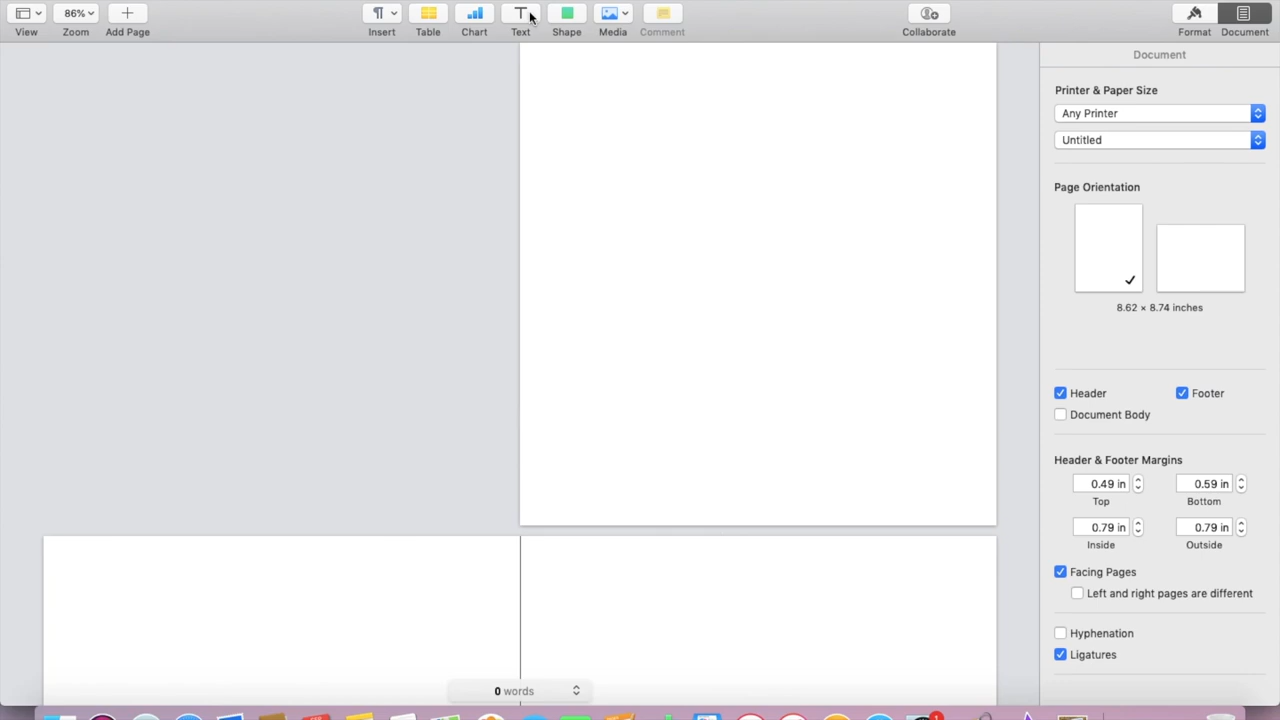 86%
View
Zoom
Add Page
Insert
Table
Chart
T
Text
Shape
Media
Comment
Collaborate
Format
Document
Document
Printer & Paper Size
Any Printer
Untitled
Page Orientation
8.62 × 8.74 inches
Header
Footer
Document Body
Header & Footer Margins
0.49 in
0.59 in
Top
Bottom
0.79 in
0.79 in
Inside
Outside
Facing Pages
Left and right pages are different
Hyphenation
Ligatures
0 words